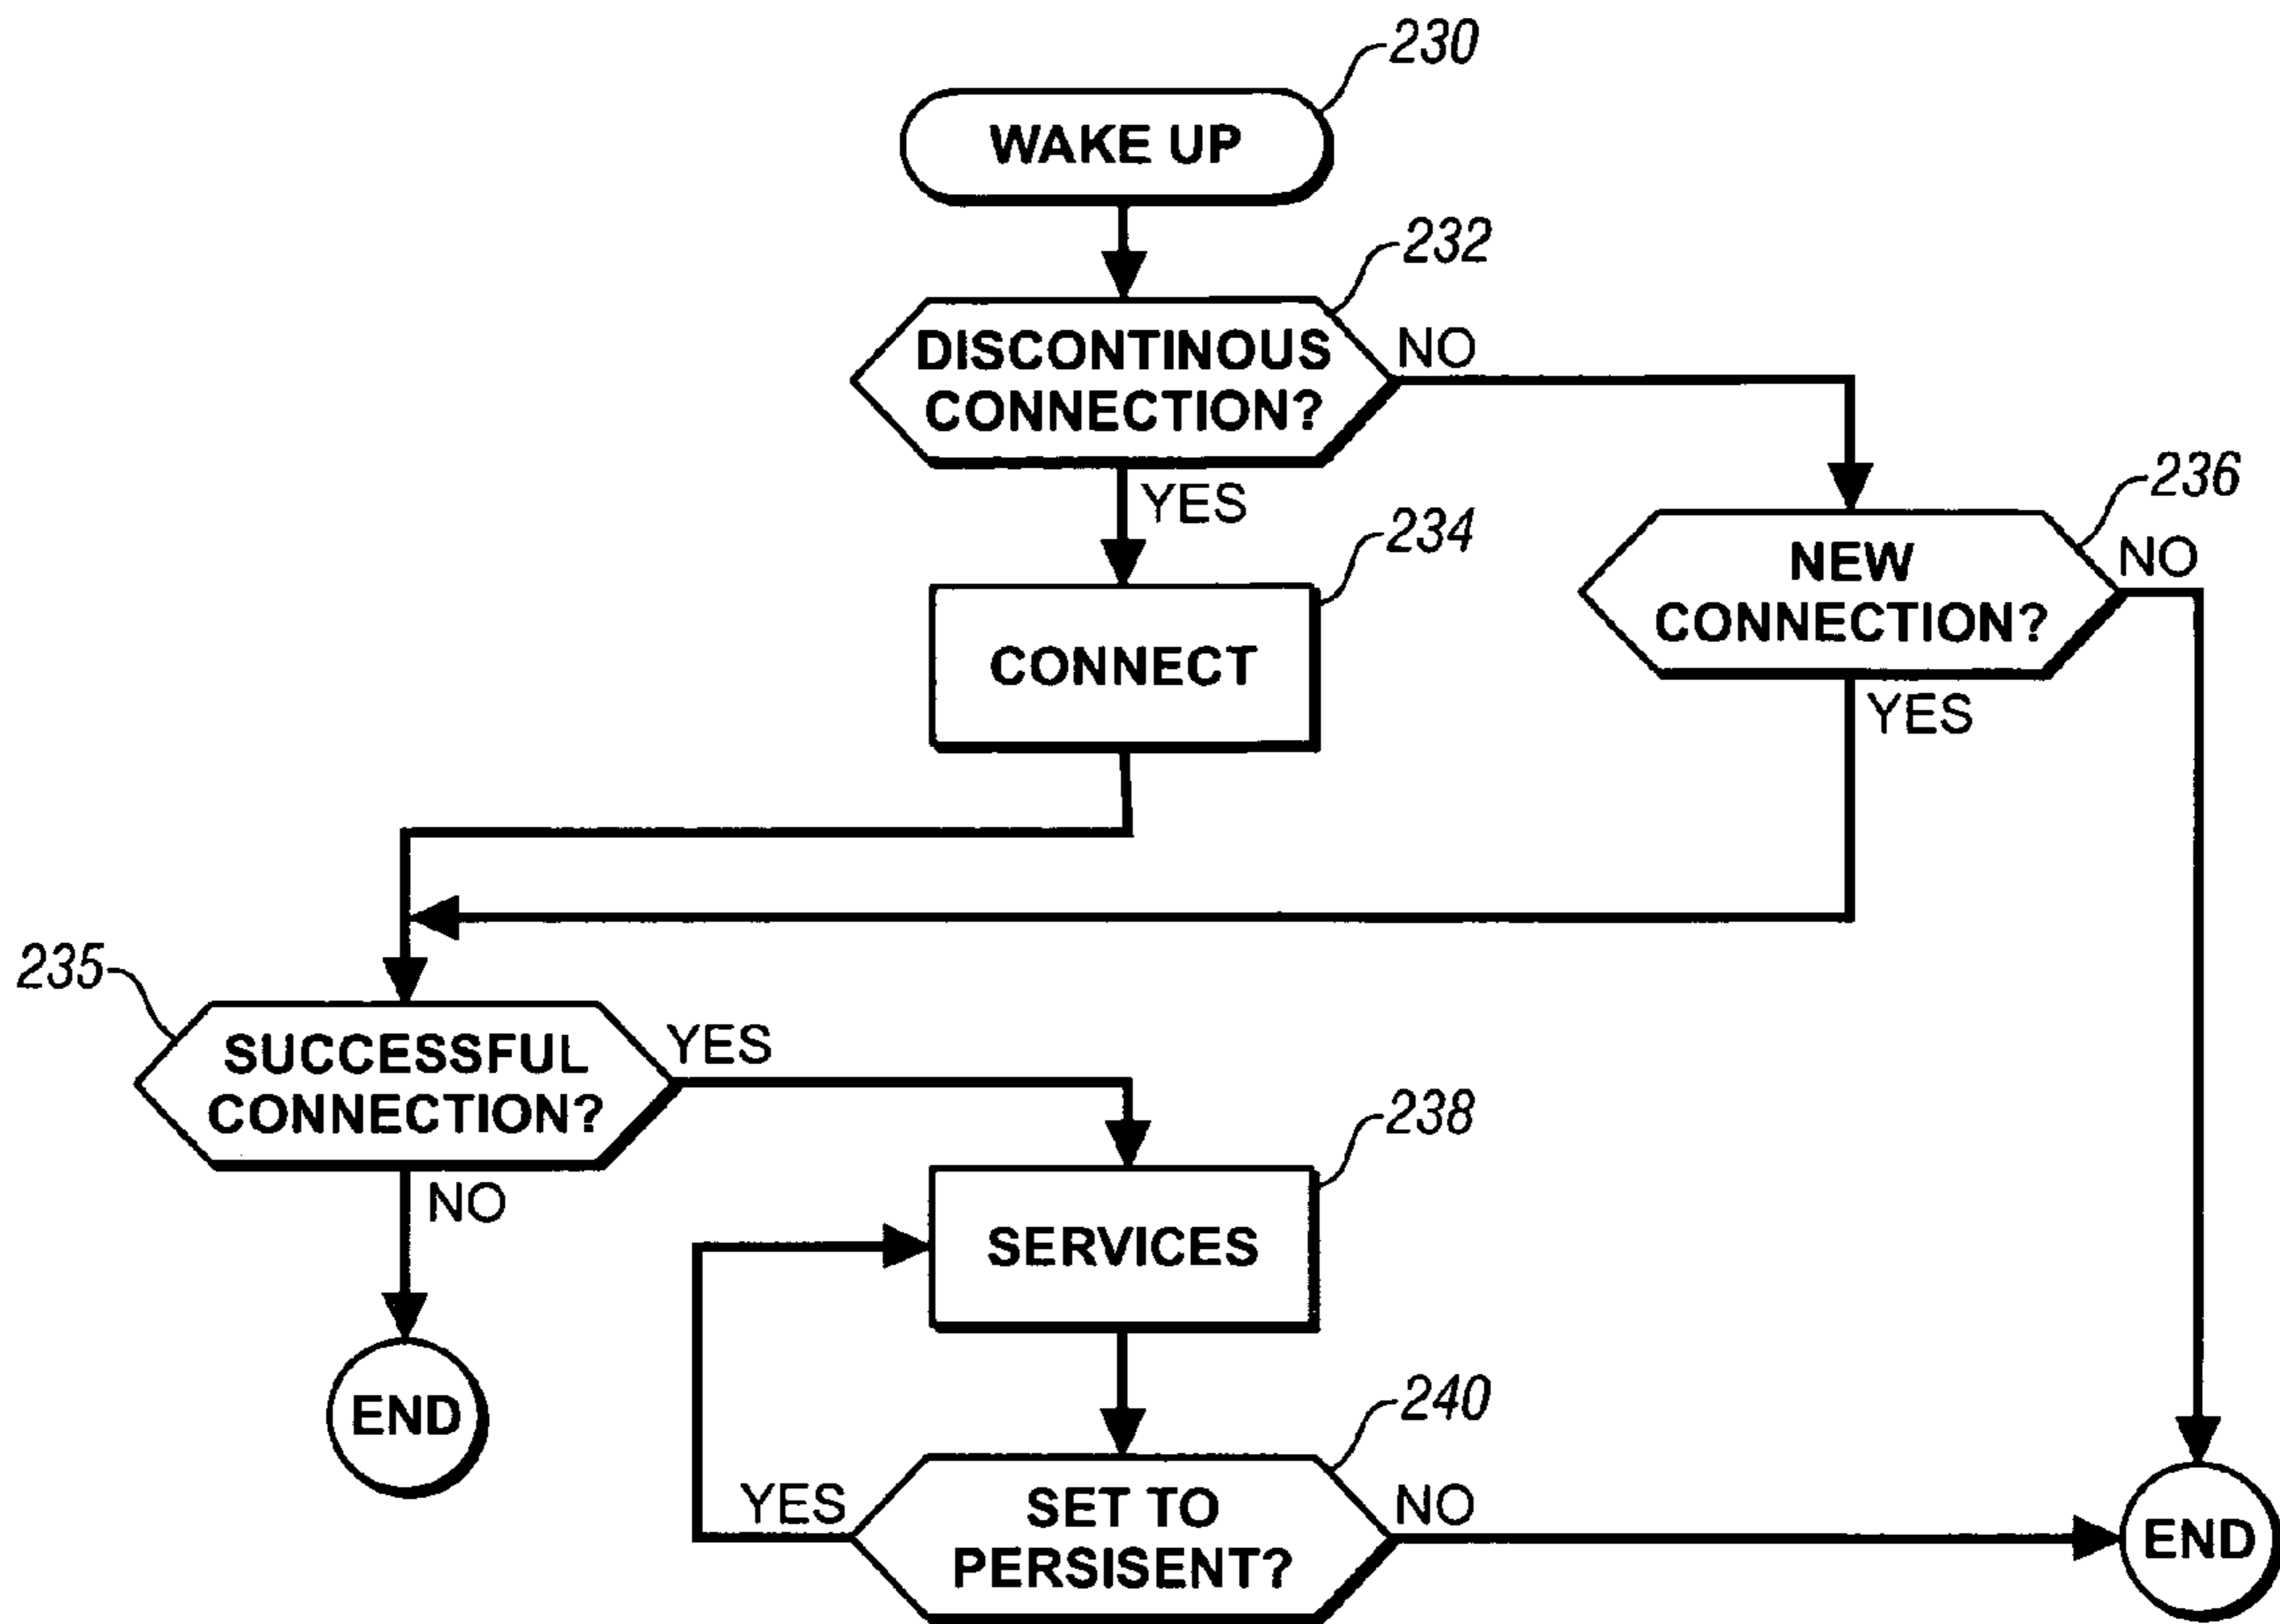 230
WAKE UP
232
DISCONTINOUS
CONNECTION?
NO
YES
236
NEW
CONNECTION?
NO
YES
234
CONNECT
235
SUCCESSFUL
CONNECTION?
YES
NO
END
238
SERVICES
240
SET TO
PERSISENT?
YES
NO
END